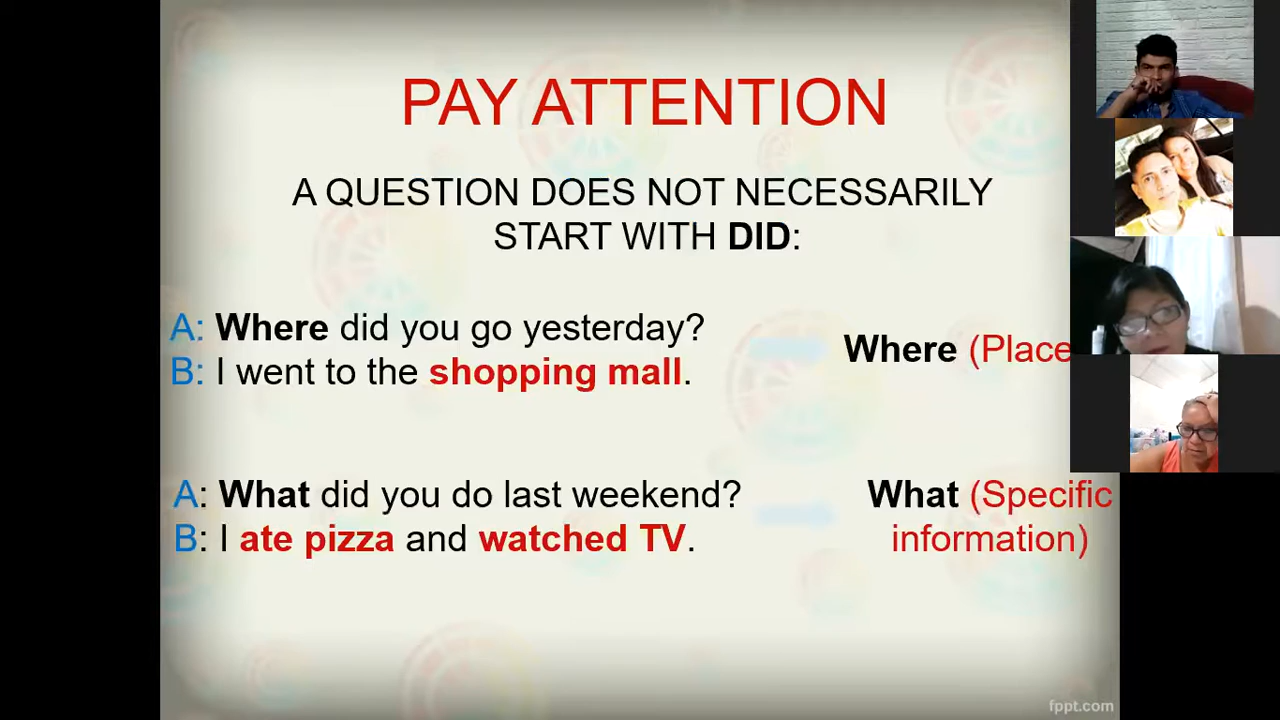 PAY ATTENTION
A QUESTION DOES NOT NECESSARILY
START WITH DID:
A: Where did you go yesterday?
B: I went to the shopping mall.
Where (Place
A: What did you do last weekend?
B: I ate pizza and watched TV.
What (Specific
information)
fppt.com